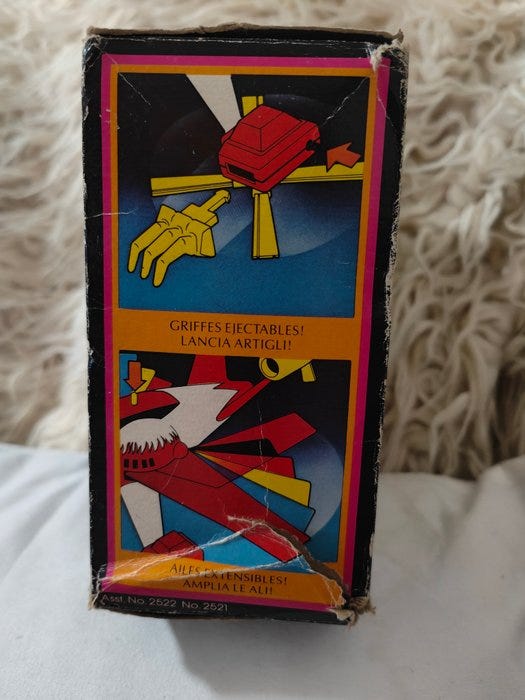 GRIFFES EJECTABLES!
LANCIA ARTIGLI!
AILES EXTENSIBLES!
AMPLIA LE ALI!
Asst. No. 2522 No. 2521